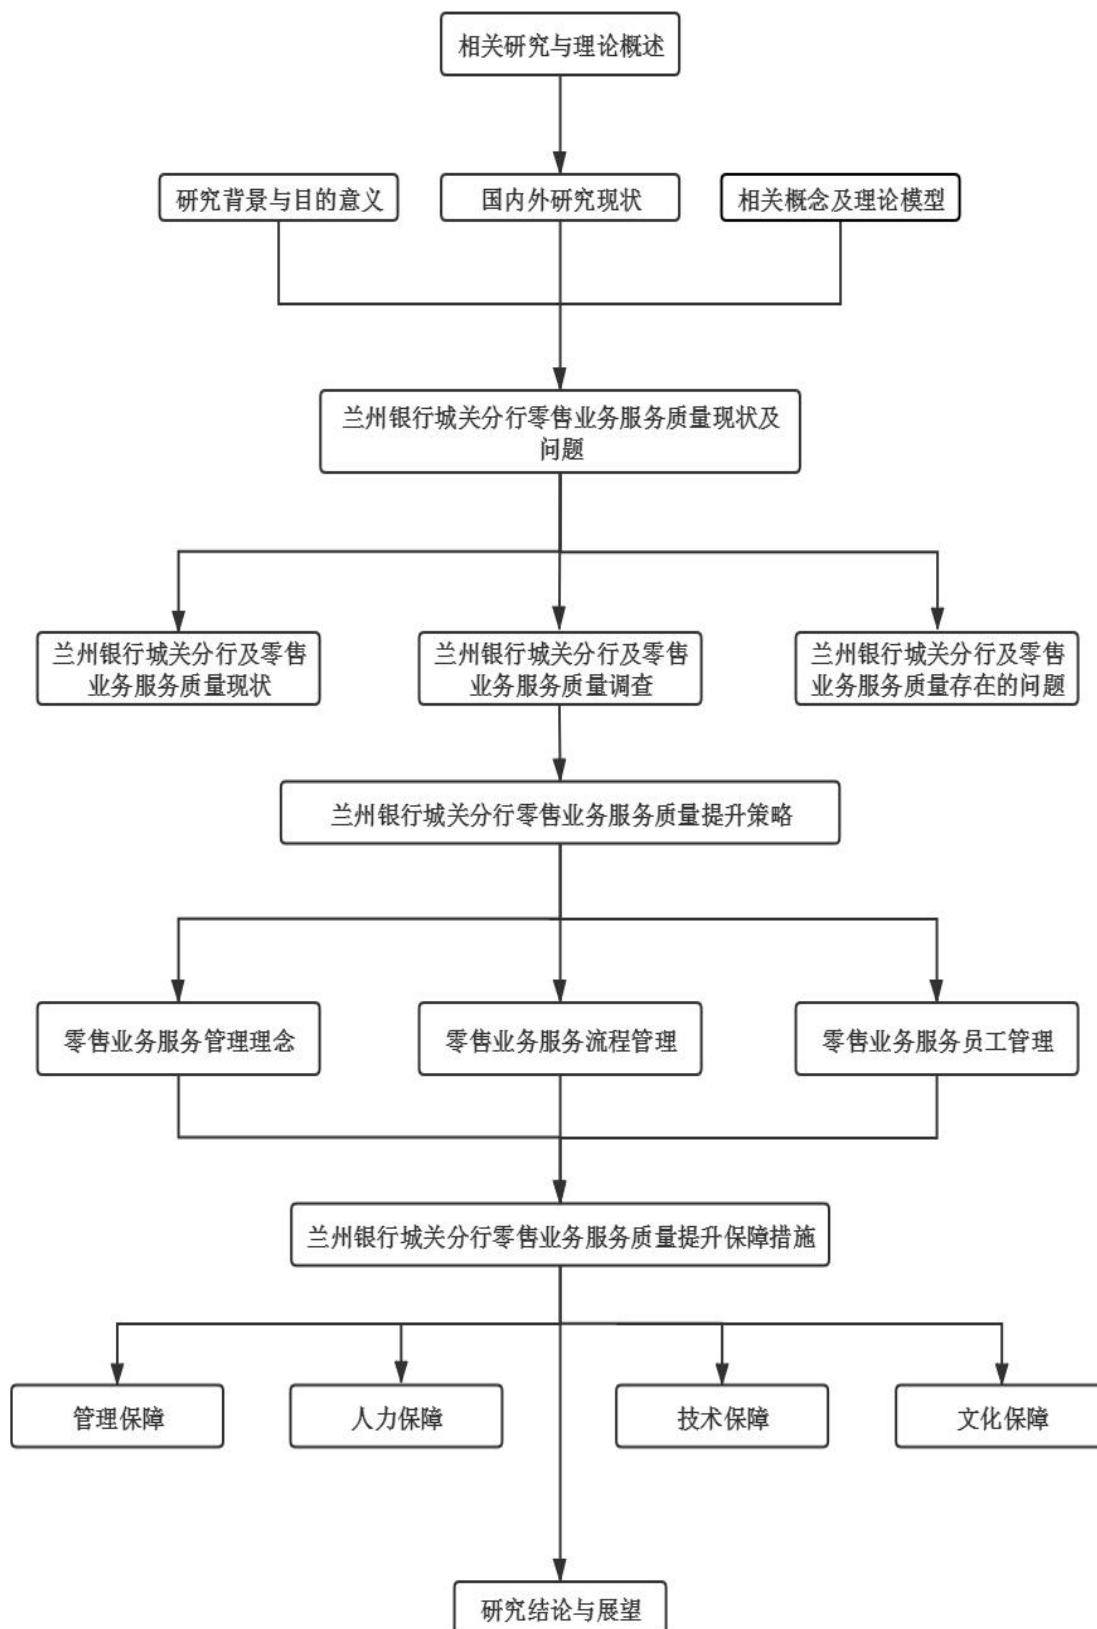 相关研究与理论概述
研究背景与目的意义
国内外研究现状
相关概念及理论模型
兰州银行城关分行零售业务服务质量现状及
问题
兰州银行城关分行及零售
业务服务质量现状
兰州银行城关分行及零售
业务服务质量调查
兰州银行城关分行及零售
业务服务质量存在的问题
兰州银行城关分行零售业务服务质量提升策略
零售业务服务管理理念
零售业务服务流程管理
零售业务服务员工管理
兰州银行城关分行零售业务服务质量提升保障措施
管理保障
人力保障
技术保障
文化保障
研究结论与展望